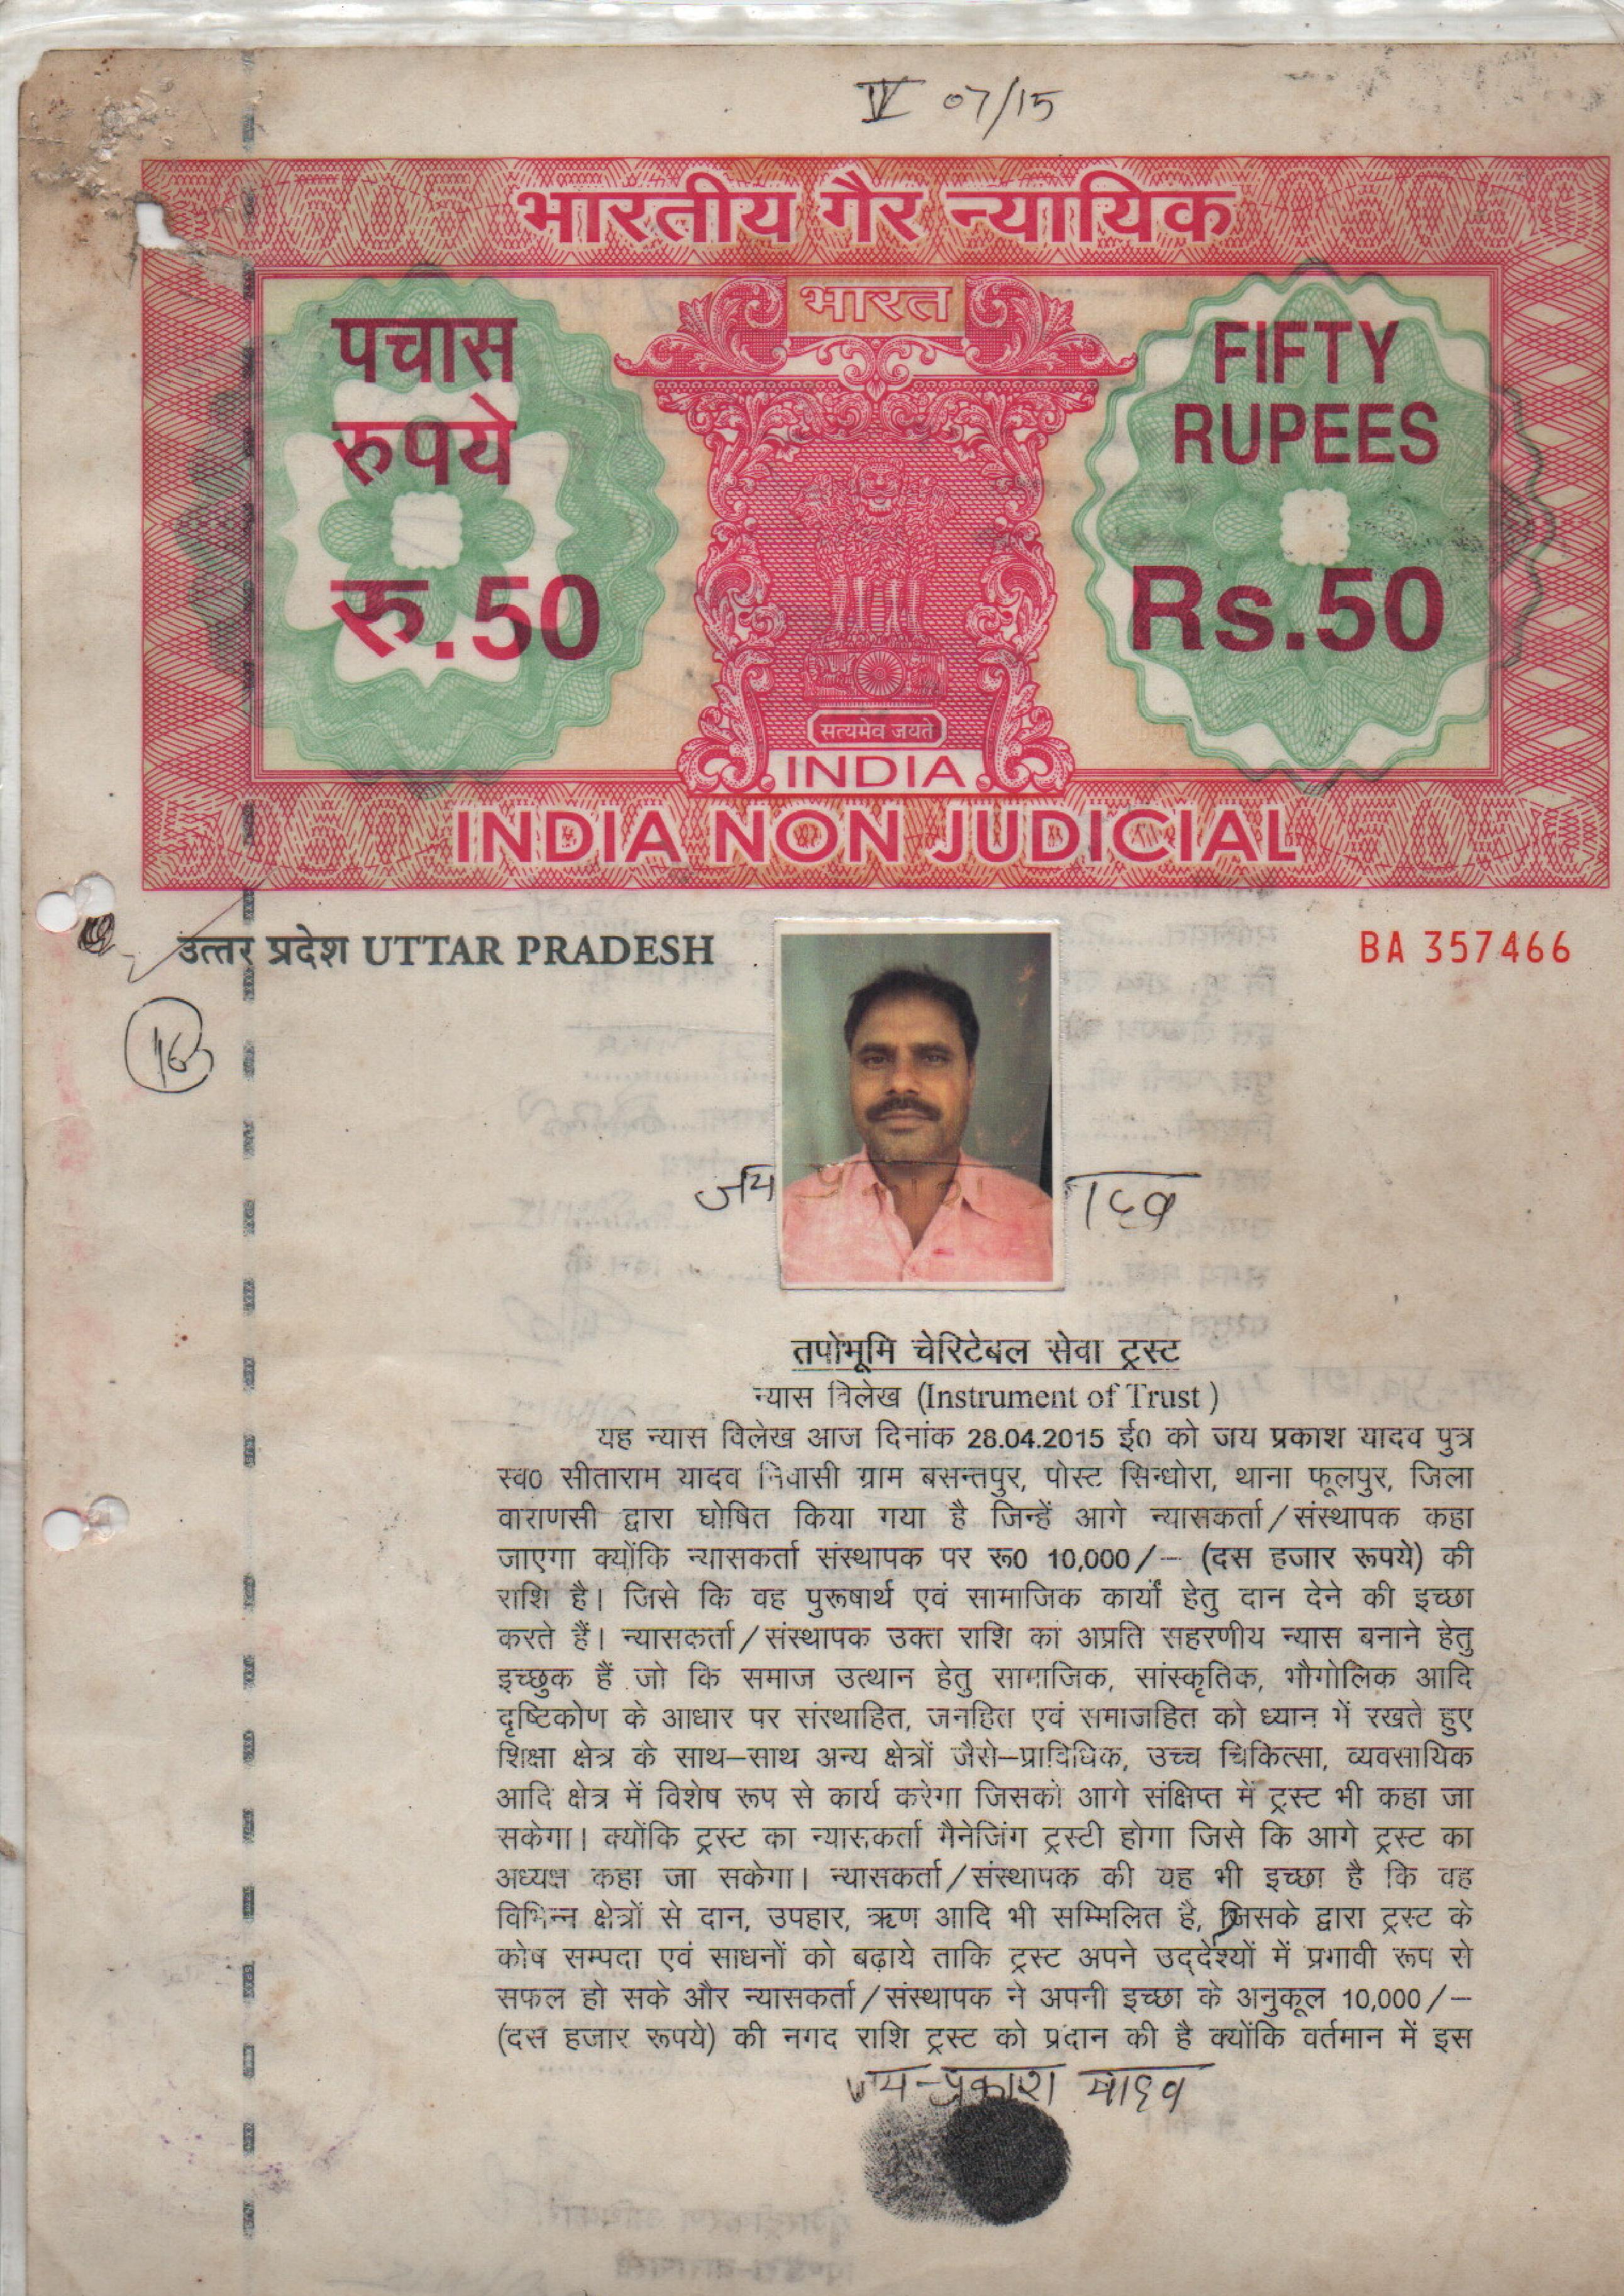 IV 07/15
भारतीय गैर न्यायिक
भारत
पचास
रुपये
रु.50
FIFTY
RUPEES
Rs.50
सत्यमेव जयते
INDIA
INDIA NON JUDICIAL
उत्तर प्रदेश UTTAR PRADESH
BA 357466
जय प्रकाश यादव
तपोभूमि चेरिटेबल सेवा ट्रस्ट
न्यास विलेख (Instrument of Trust )
यह न्यास विलेख आज दिनांक 28.04.2015 ई0 को जय प्रकाश यादव पुत्र
स्व0 सीताराम यादव निवासी ग्राम बसन्तपुर, पोस्ट सिन्धोरा, थाना फूलपुर, जिला
वाराणसी द्वारा घोषित किया गया है जिन्हें आगे न्यासकर्ता/संस्थापक कहा
जाएगा क्योंकि न्यासकर्ता संस्थापक पर रू0 10,000/– (दस हजार रूपये) की
राशि है। जिसे कि वह पुरूषार्थ एवं सामाजिक कार्यों हेतु दान देने की इच्छा
करते हैं। न्यासकर्ता/संस्थापक उक्त राशि का अप्रति सहरणीय न्यास बनाने हेतु
इच्छुक हैं जो कि समाज उत्थान हेतु सामाजिक, सांस्कृतिक, भौगोलिक आदि
दृष्टिकोण के आधार पर संस्थाहित, जनहित एवं समाजहित को ध्यान में रखते हुए
शिक्षा क्षेत्र के साथ–साथ अन्य क्षेत्रों जैसे–प्राविधिक, उच्च चिकित्सा, व्यवसायिक
आदि क्षेत्र में विशेष रूप से कार्य करेगा जिसको आगे संक्षिप्त में ट्रस्ट भी कहा जा
सकेगा। क्योंकि ट्रस्ट का न्यासकर्ता मैनेजिंग ट्रस्टी होगा जिसे कि आगे ट्रस्ट का
अध्यक्ष कहा जा सकेगा। न्यासकर्ता/संस्थापक की यह भी इच्छा है कि वह
विभिन्न क्षेत्रों से दान, उपहार, ऋण आदि भी सम्मिलित है, जिसके द्वारा ट्रस्ट के
कोष सम्पदा एवं साधनों को बढ़ाये ताकि ट्रस्ट अपने उद्देश्यों में प्रभावी रूप से
सफल हो सके और न्यासकर्ता/संस्थापक ने अपनी इच्छा के अनुकूल 10,000/–
(दस हजार रूपये) की नगद राशि ट्रस्ट को प्रदान की है क्योंकि वर्तमान में इस
जय-प्रकाश यादव